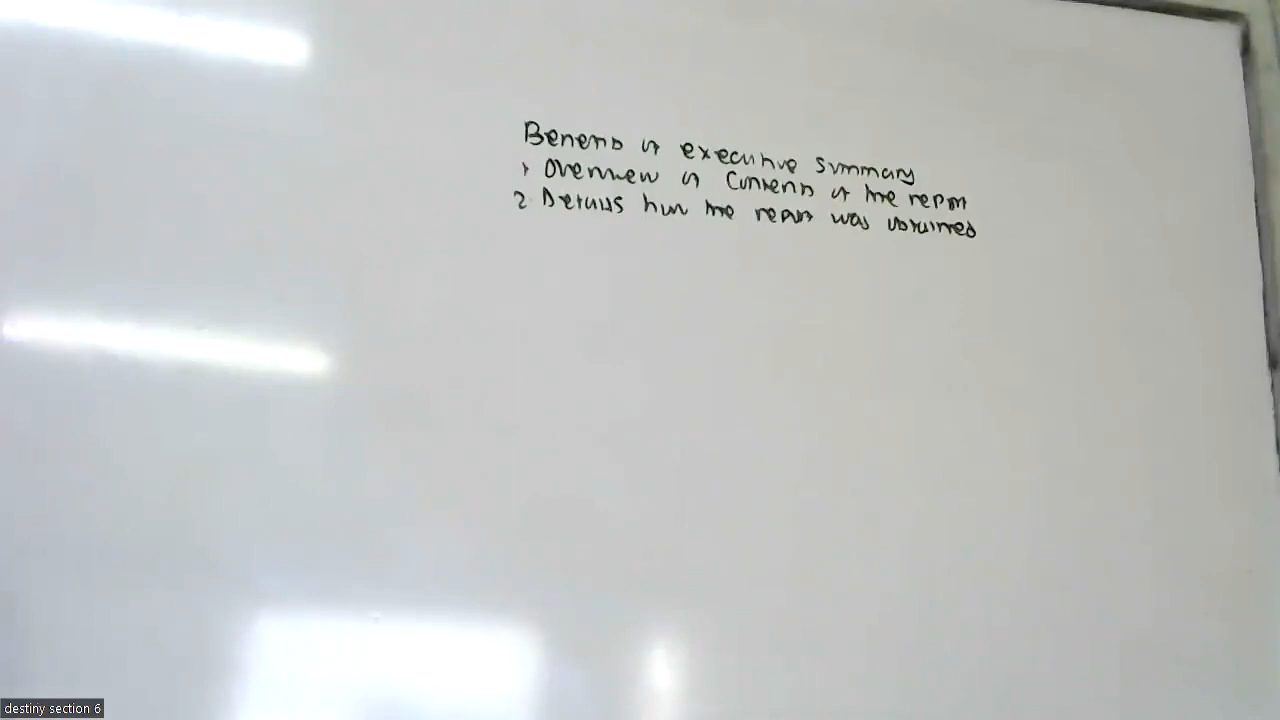 Benefits of executive summary
1 Overview of Contents of the report
2 Details how the report was obtained
destiny section 6